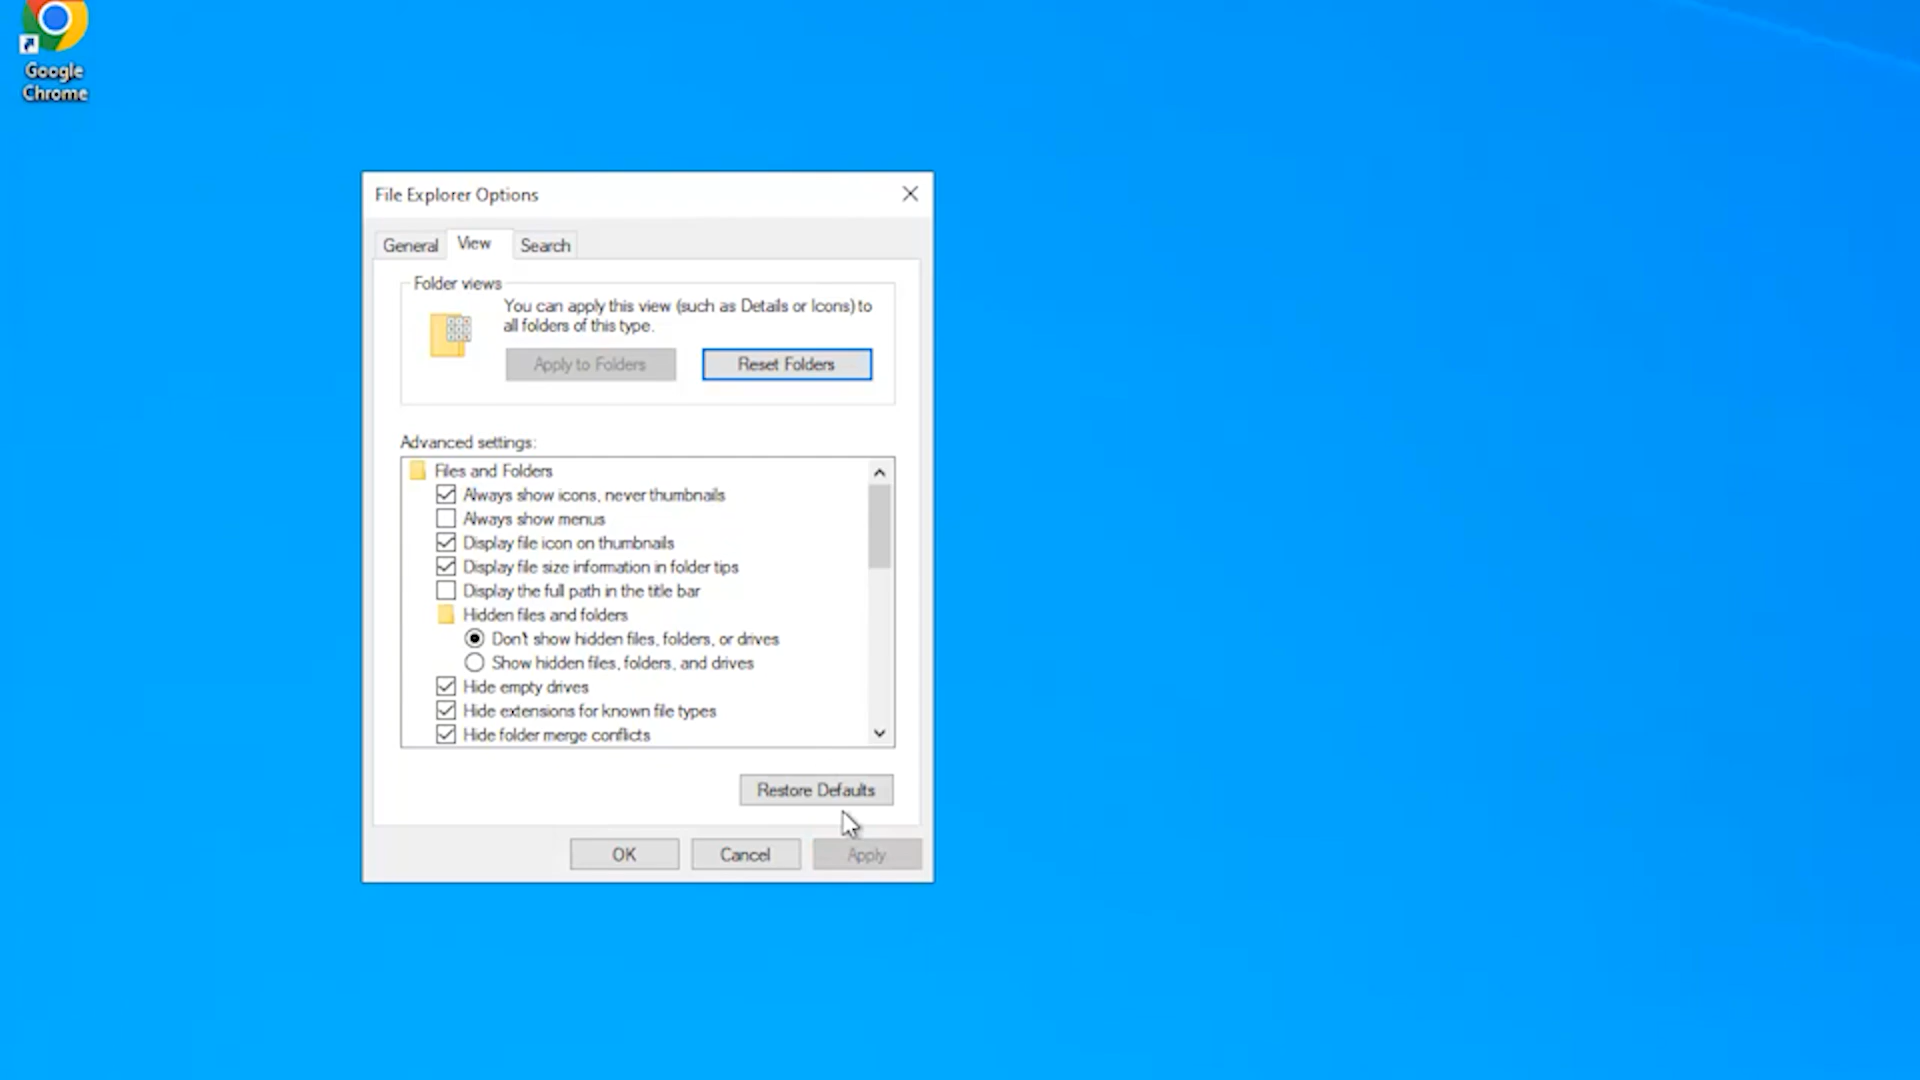 Google
Chrome
File Explorer Options
General
View
Search
Folder views
You can apply this view (such as Details or Icons) to
all folders of this type.
Apply to Folders
Reset Folders
Advanced settings:
Files and Folders
Always show icons, never thumbnails
Always show menus
Display file icon on thumbnails
Display file size information in folder tips
Display the full path in the title bar
Hidden files and folders
Don't show hidden files, folders, or drives
Show hidden files, folders, and drives
Hide empty drives
Hide extensions for known file types
Hide folder merge conflicts
Restore Defaults
OK
Cancel
Apply